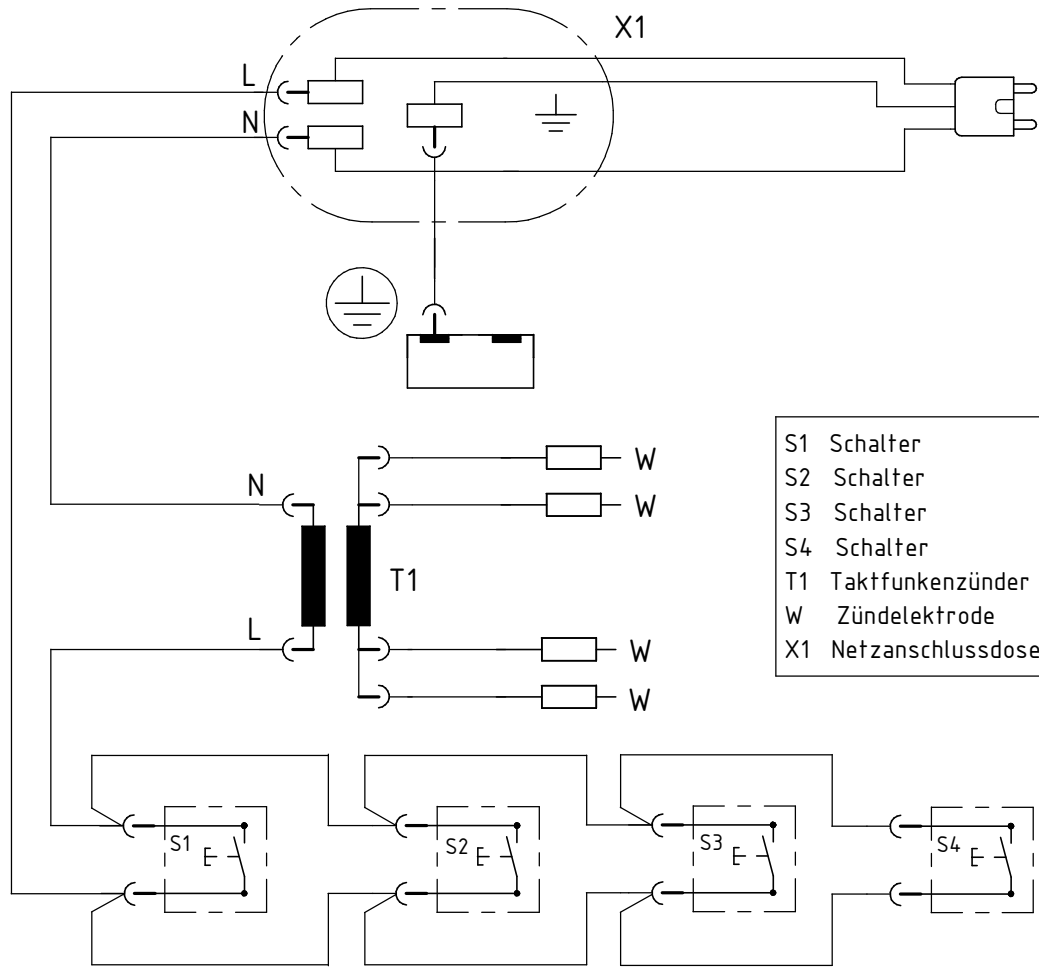 X1
L
N
N
W
W
T1
L
W
W
S1 Schalter
S2 Schalter
S3 Schalter
S4 Schalter
T1 Taktfunkenzünder
W Zündelektrode
X1 Netzanschlussdose
S1
S2
S3
S4